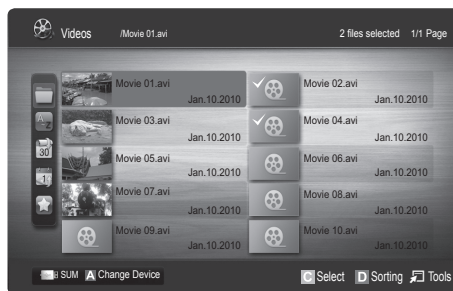 Videos /Movie 01.avi 2 files selected 1/1 Page
Movie 01.avi Movie 02.avi
Jan.10.2010 Jan.10.2010
Movie 03.avi Movie 04.avi
Jan.10.2010 Jan.10.2010
Movie 05.avi Movie 06.avi
Jan.10.2010 Jan.10.2010
Movie 07.avi Movie 08.avi
Jan.10.2010 Jan.10.2010
Movie 09.avi Movie 10.avi
Jan.10.2010 Jan.10.2010
A Z
30
1
SUM A Change Device C Select D Sorting Tools